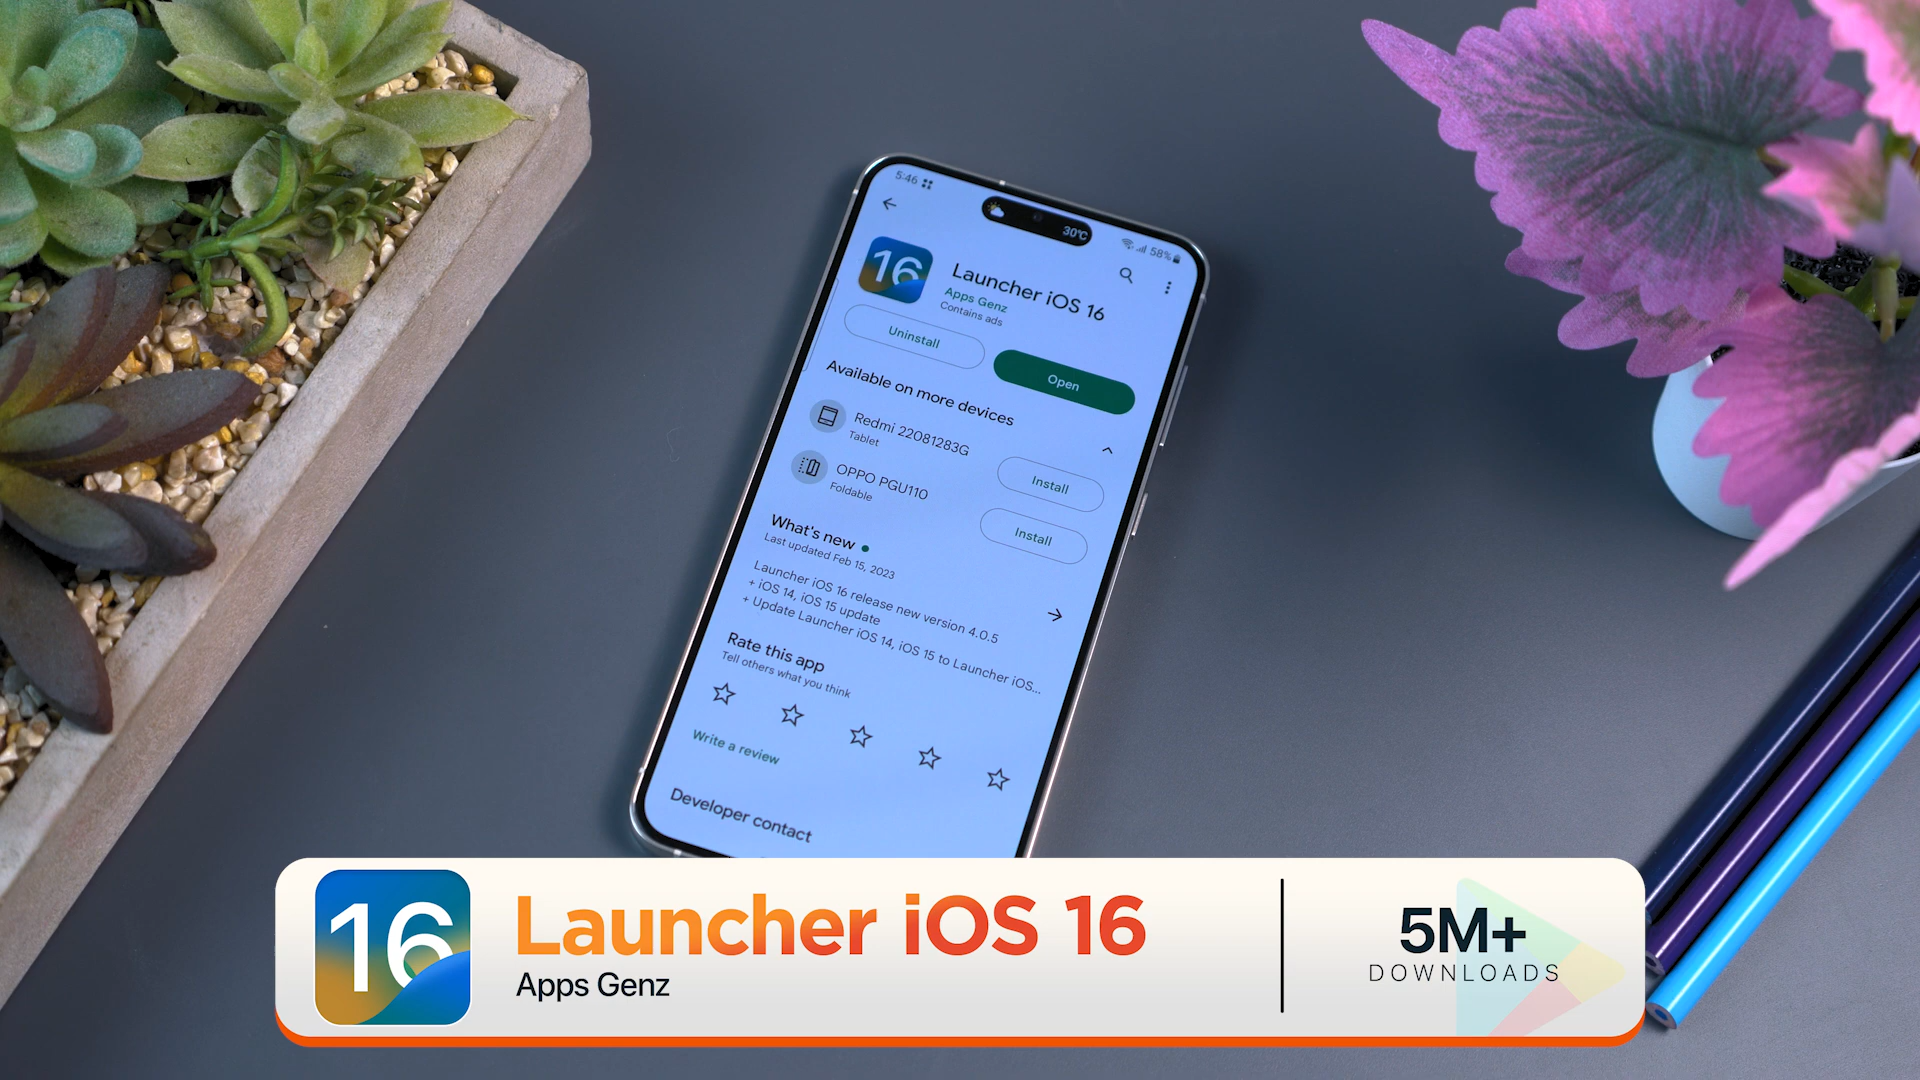 5:46
30°C
58%
16
Launcher iOS 16
Apps Genz
Contains ads
Uninstall
Open
Available on more devices
Redmi 22081283G
Tablet
Install
OPPO PGU110
Foldable
Install
What's new
Last updated Feb 15, 2023
Launcher iOS 16 release new version 4.0.5
+ iOS 14, iOS 15 update
+ Update Launcher iOS 14, iOS 15 to Launcher iOS...
Rate this app
Tell others what you think
Write a review
Developer contact
16
Launcher iOS 16
Apps Genz
5M+
DOWNLOADS